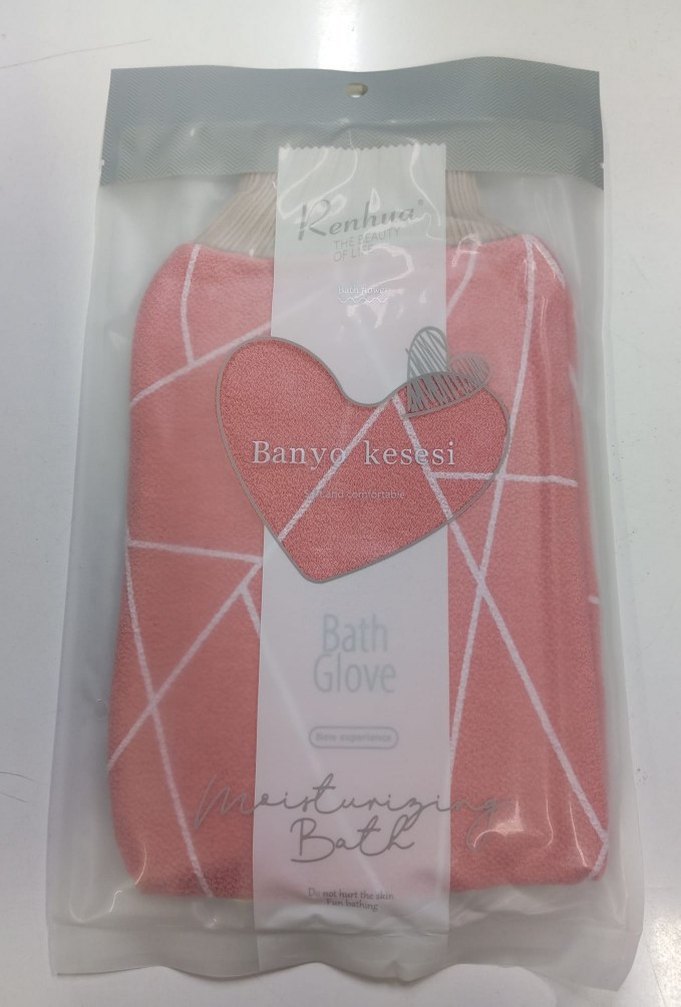 Renhua®
THE BEAUTY
OF LIFE
Bath flower
Banyo kesesi
Soft and comfortable
Bath
Glove
New experience
Moisturizing
Bath
Do not hurt the skin
Fun bathing